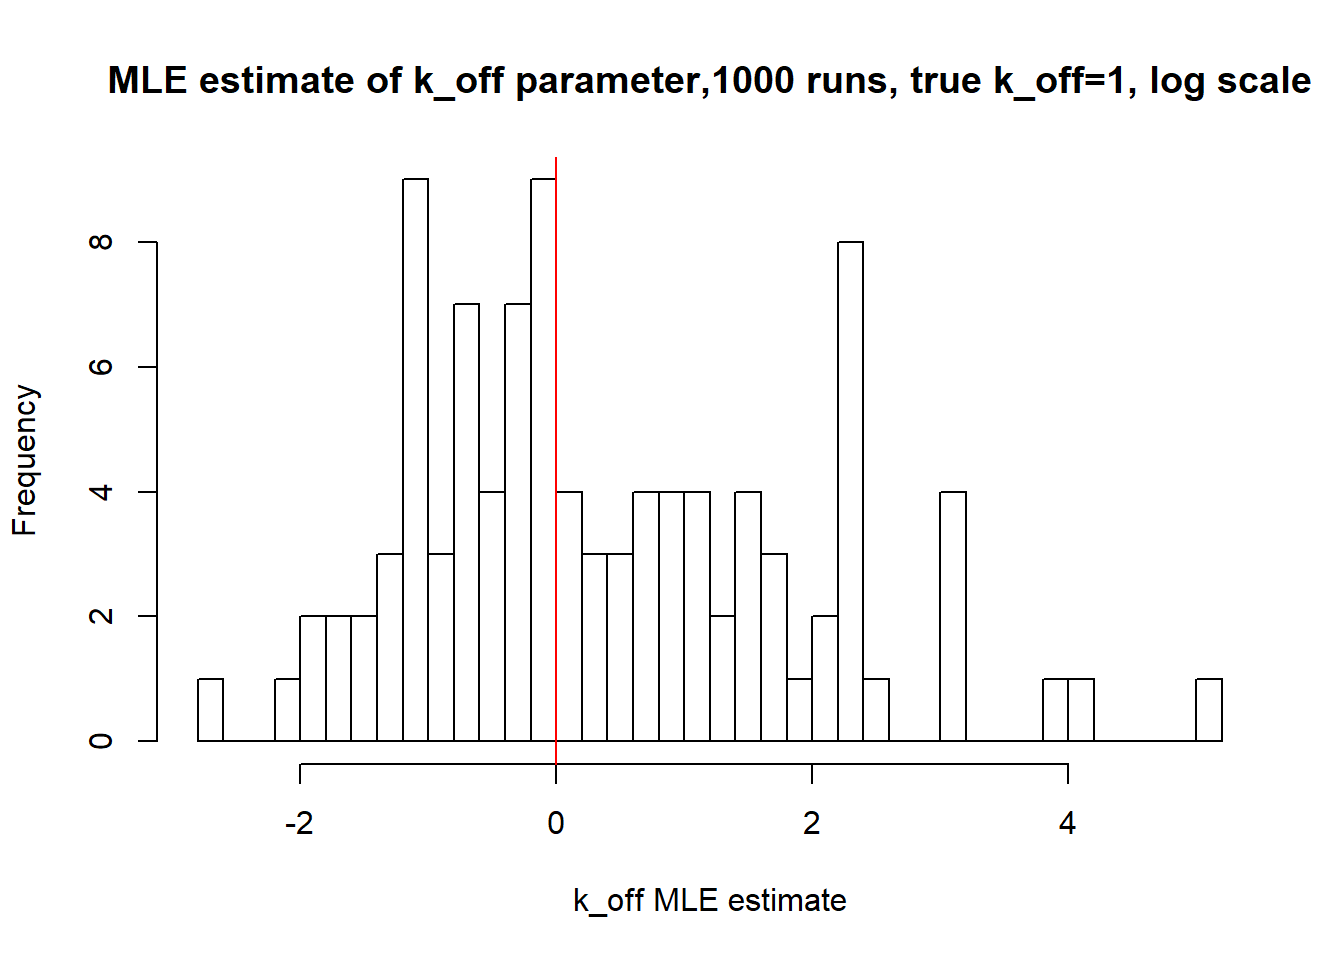 MLE estimate of k_off parameter,1000 runs, true k_off=1, log scale
8
6
4
2
0
Frequency
-2 0 2 4
k_off MLE estimate